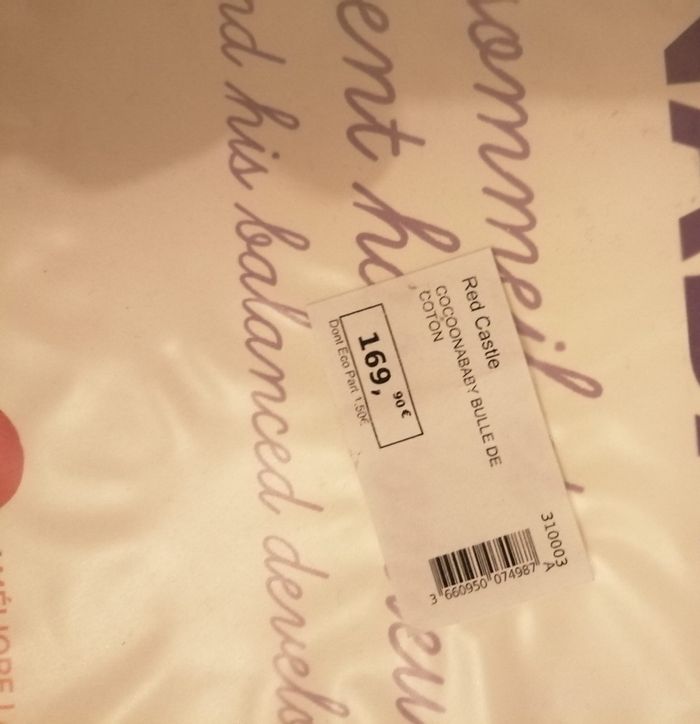 sommeil
ent
nd his balanced develo
Red Castle
COCOONABABY BULLE DE
COTON
169,90€
Dont Eco Part 1.50€
310003
A
3 660950 074987